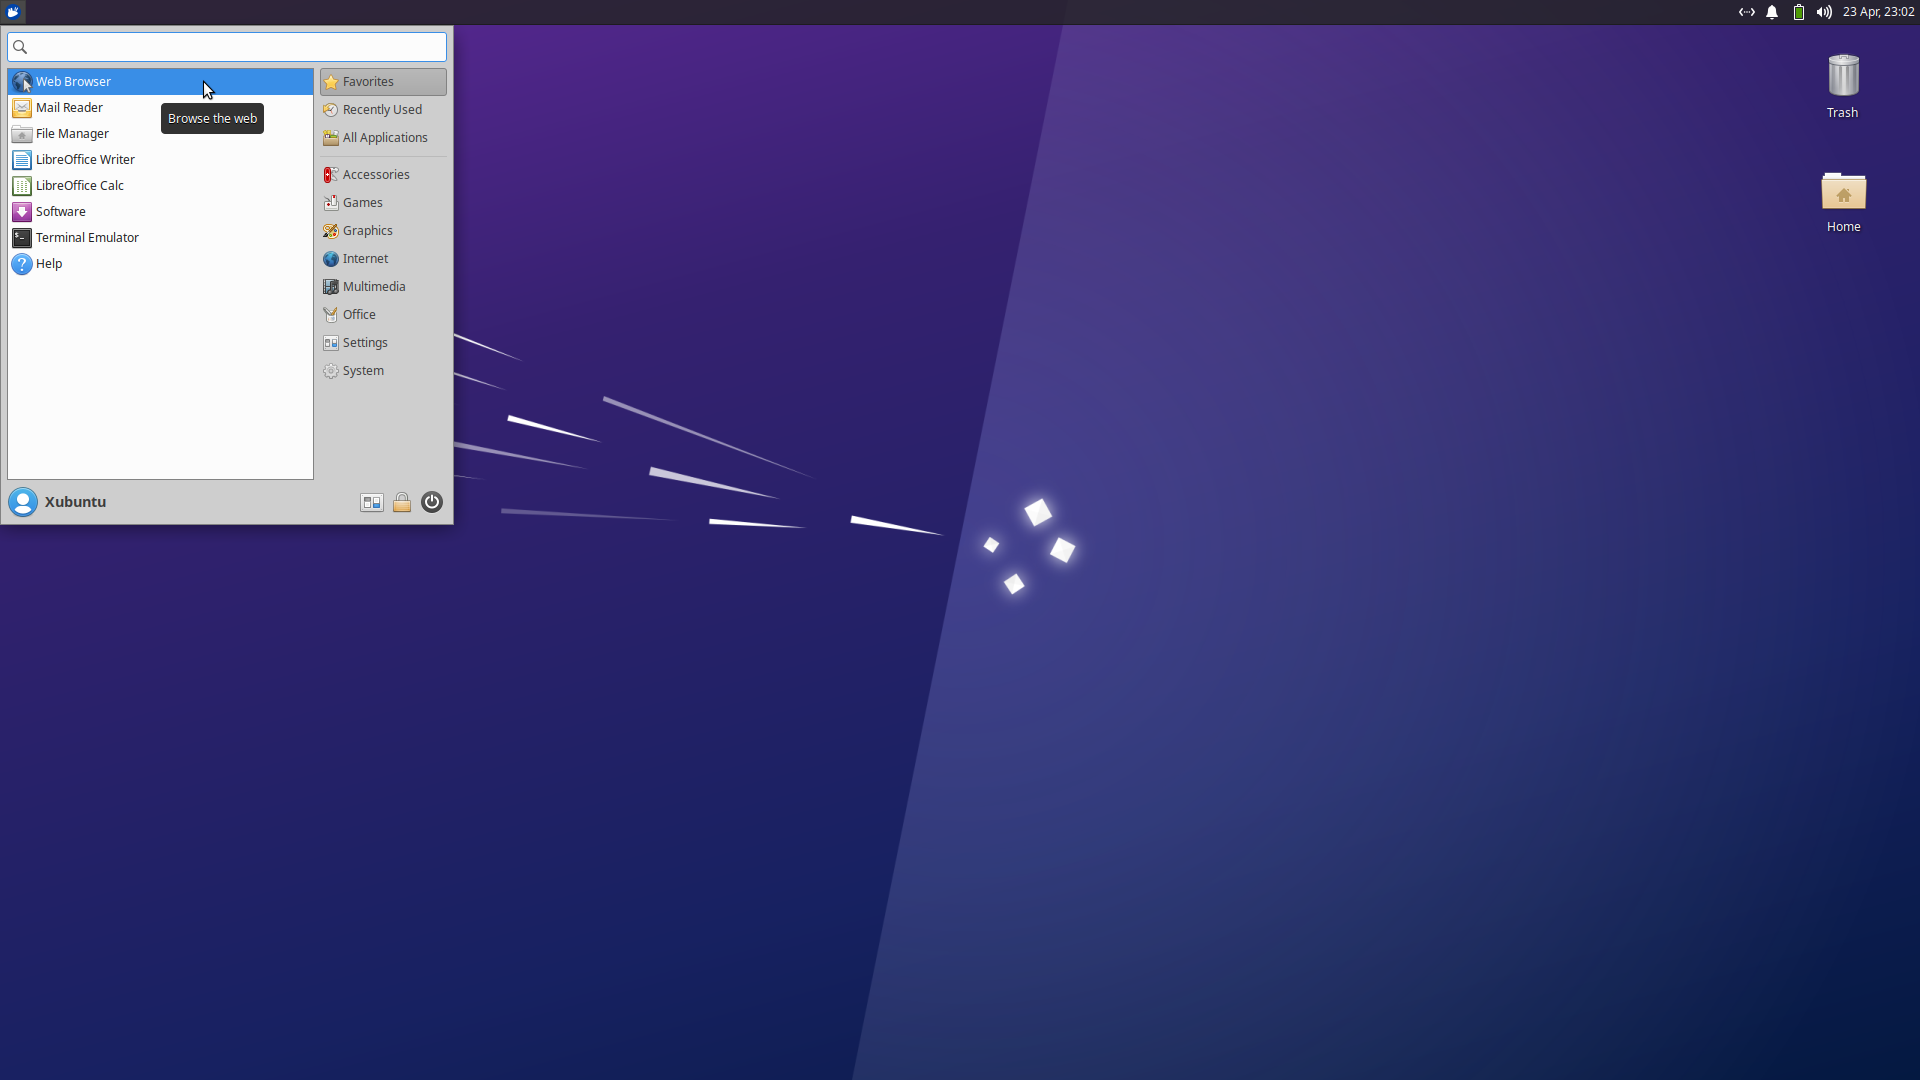 23 Apr, 23:02
Web Browser
Browse the web
Mail Reader
File Manager
LibreOffice Writer
LibreOffice Calc
Software
Terminal Emulator
Help
Favorites
Recently Used
All Applications
Accessories
Games
Graphics
Internet
Multimedia
Office
Settings
System
Xubuntu
Trash
Home